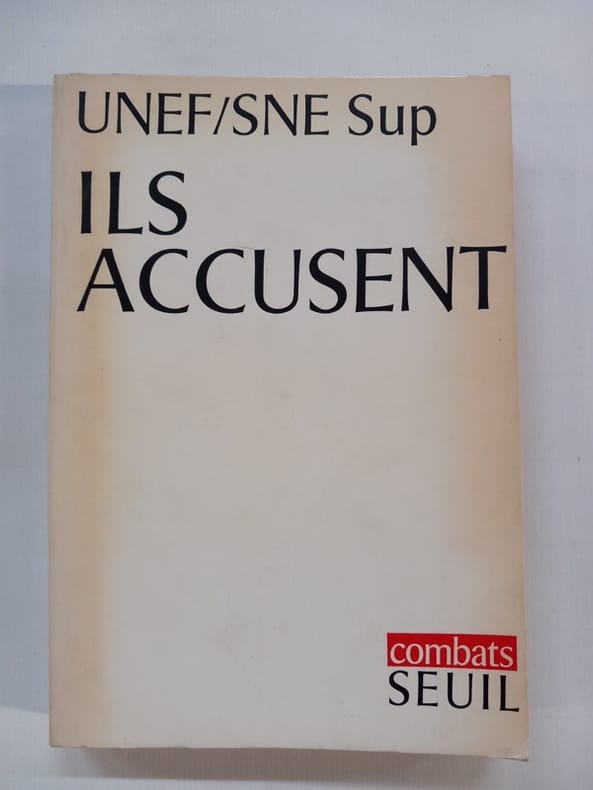 UNEF/SNE Sup
ILS
ACCUSENT
combats
SEUIL